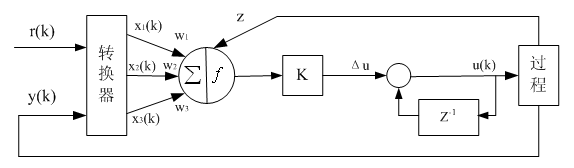 z
r(k)
y(k)
转换器
x₁(k)
x₂(k)
x₃(k)
w₁
w₂
w₃
Σ
f
K
Δu
u(k)
Z⁻¹
过程